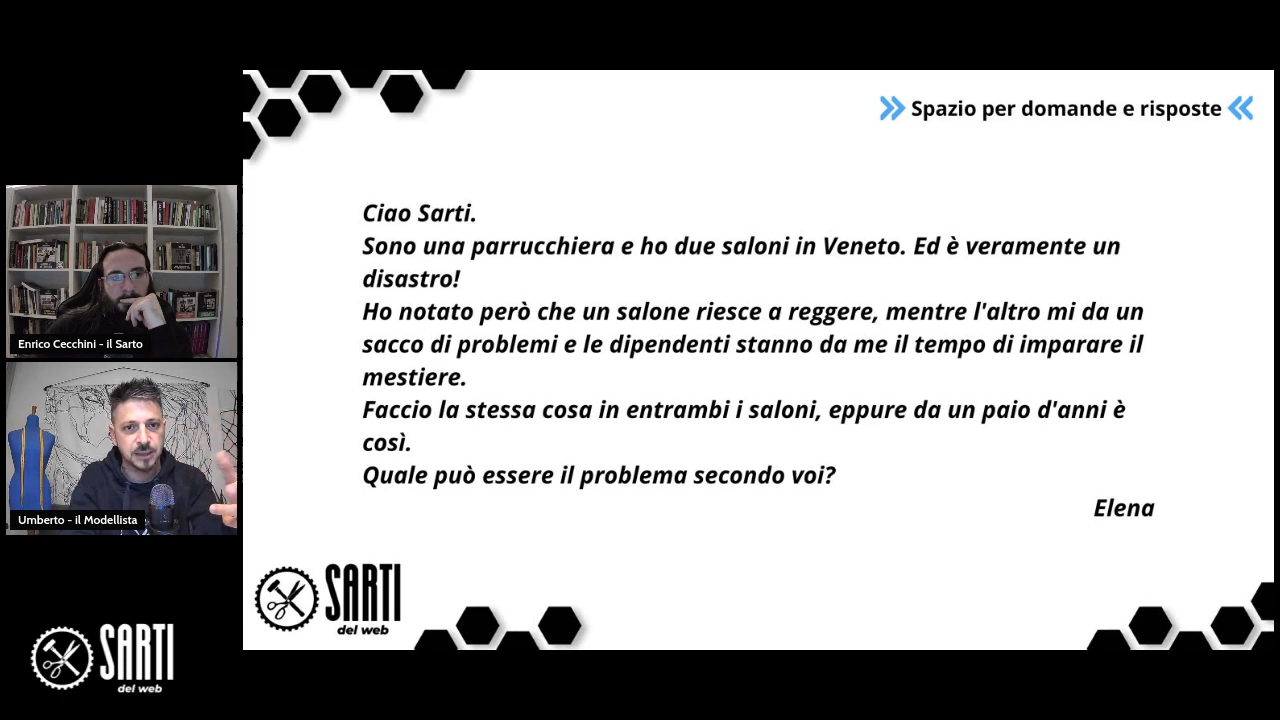 Spazio per domande e risposte
Ciao Sarti.
Sono una parrucchiera e ho due saloni in Veneto. Ed è veramente un
disastro!
Ho notato però che un salone riesce a reggere, mentre l'altro mi da un
sacco di problemi e le dipendenti stanno da me il tempo di imparare il
mestiere.
Faccio la stessa cosa in entrambi i saloni, eppure da un paio d'anni è
così.
Quale può essere il problema secondo voi?
Elena
Enrico Cecchini - il Sarto
Umberto - il Modellista
SARTI
del web
SARTI
del web